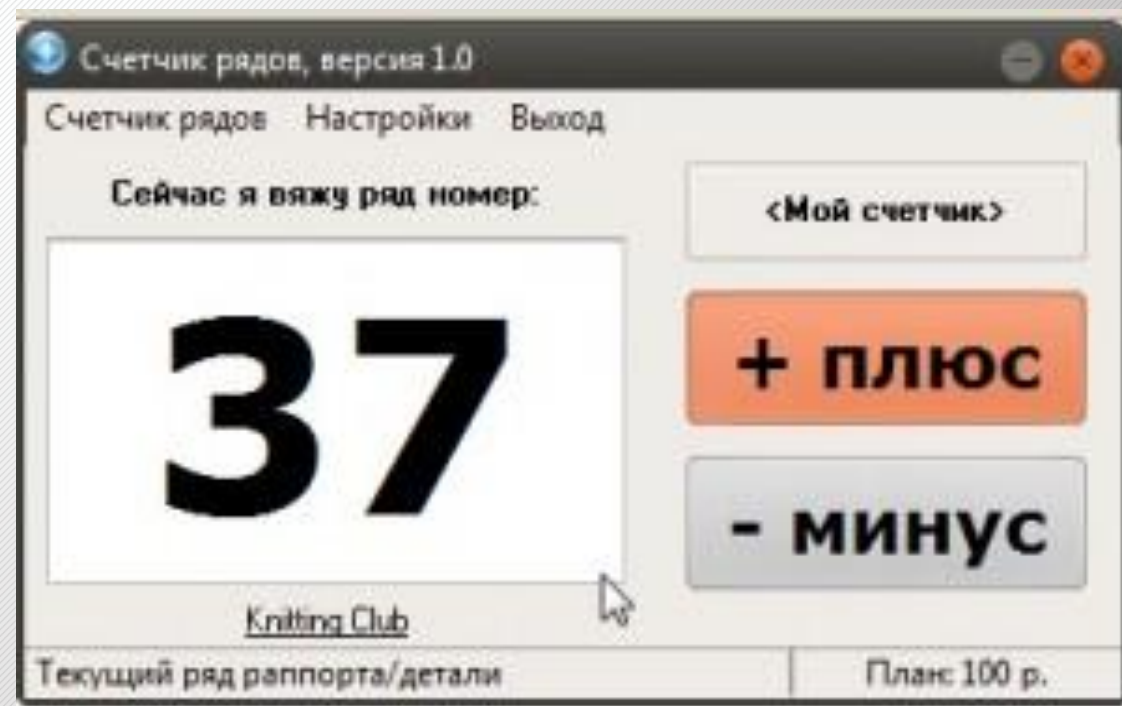 Счетчик рядов, версия 1.0
Счетчик рядов Настройки Выход
Сейчас я вяжу ряд номер:
<Мой счетчик>
37
+ плюс
- минус
Knitting Club
Текущий ряд раппорта/детали
План: 100 р.